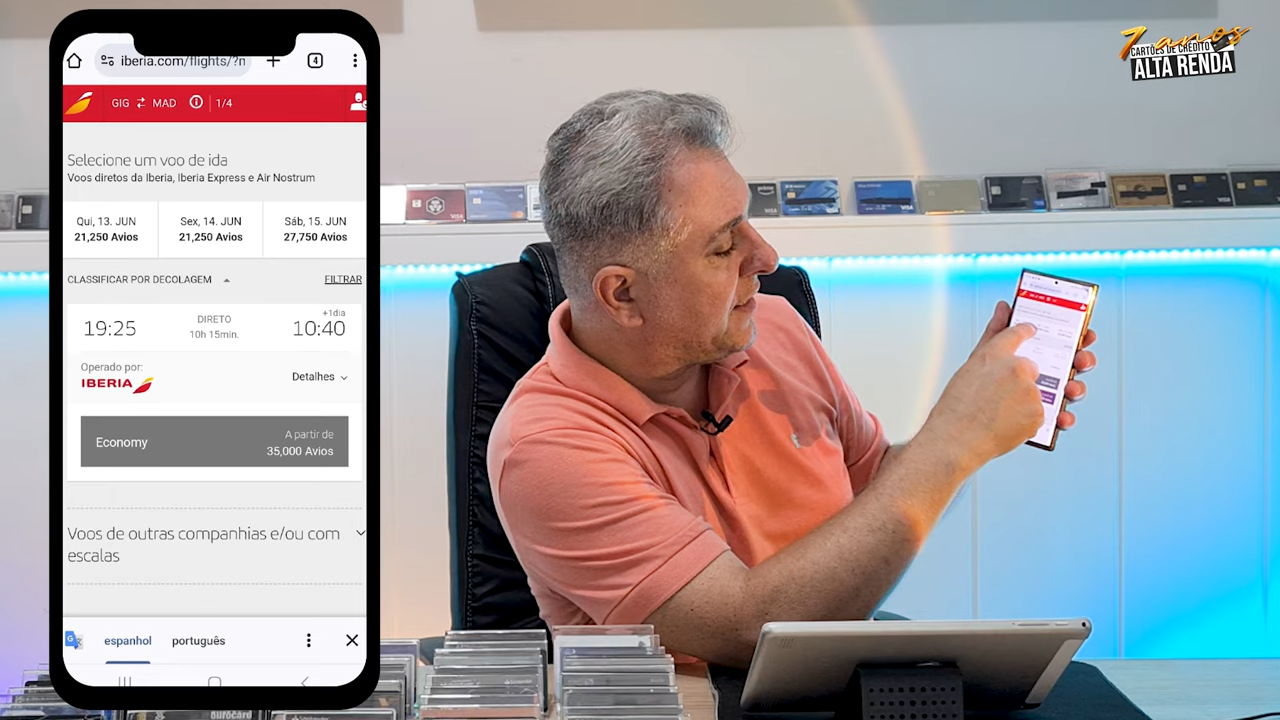 iberia.com/flights/?n
4
GIG MAD 1/4
Selecione um voo de ida
Voos diretos da Iberia, Iberia Express e Air Nostrum
Qui, 13. JUN
21,250 Avios
Sex, 14. JUN
21,250 Avios
Sáb, 15. JUN
27,750 Avios
CLASSIFICAR POR DECOLAGEM
FILTRAR
19:25
DIRETO
10h 15min.
+1dia
10:40
Operado por:
IBERIA
Detalhes
Economy
A partir de
35,000 Avios
Voos de outras companhias e/ou com
escalas
espanhol português
7 anos
CARTÕES DE CRÉDITO
ALTA RENDA
VISA
prime
VISA